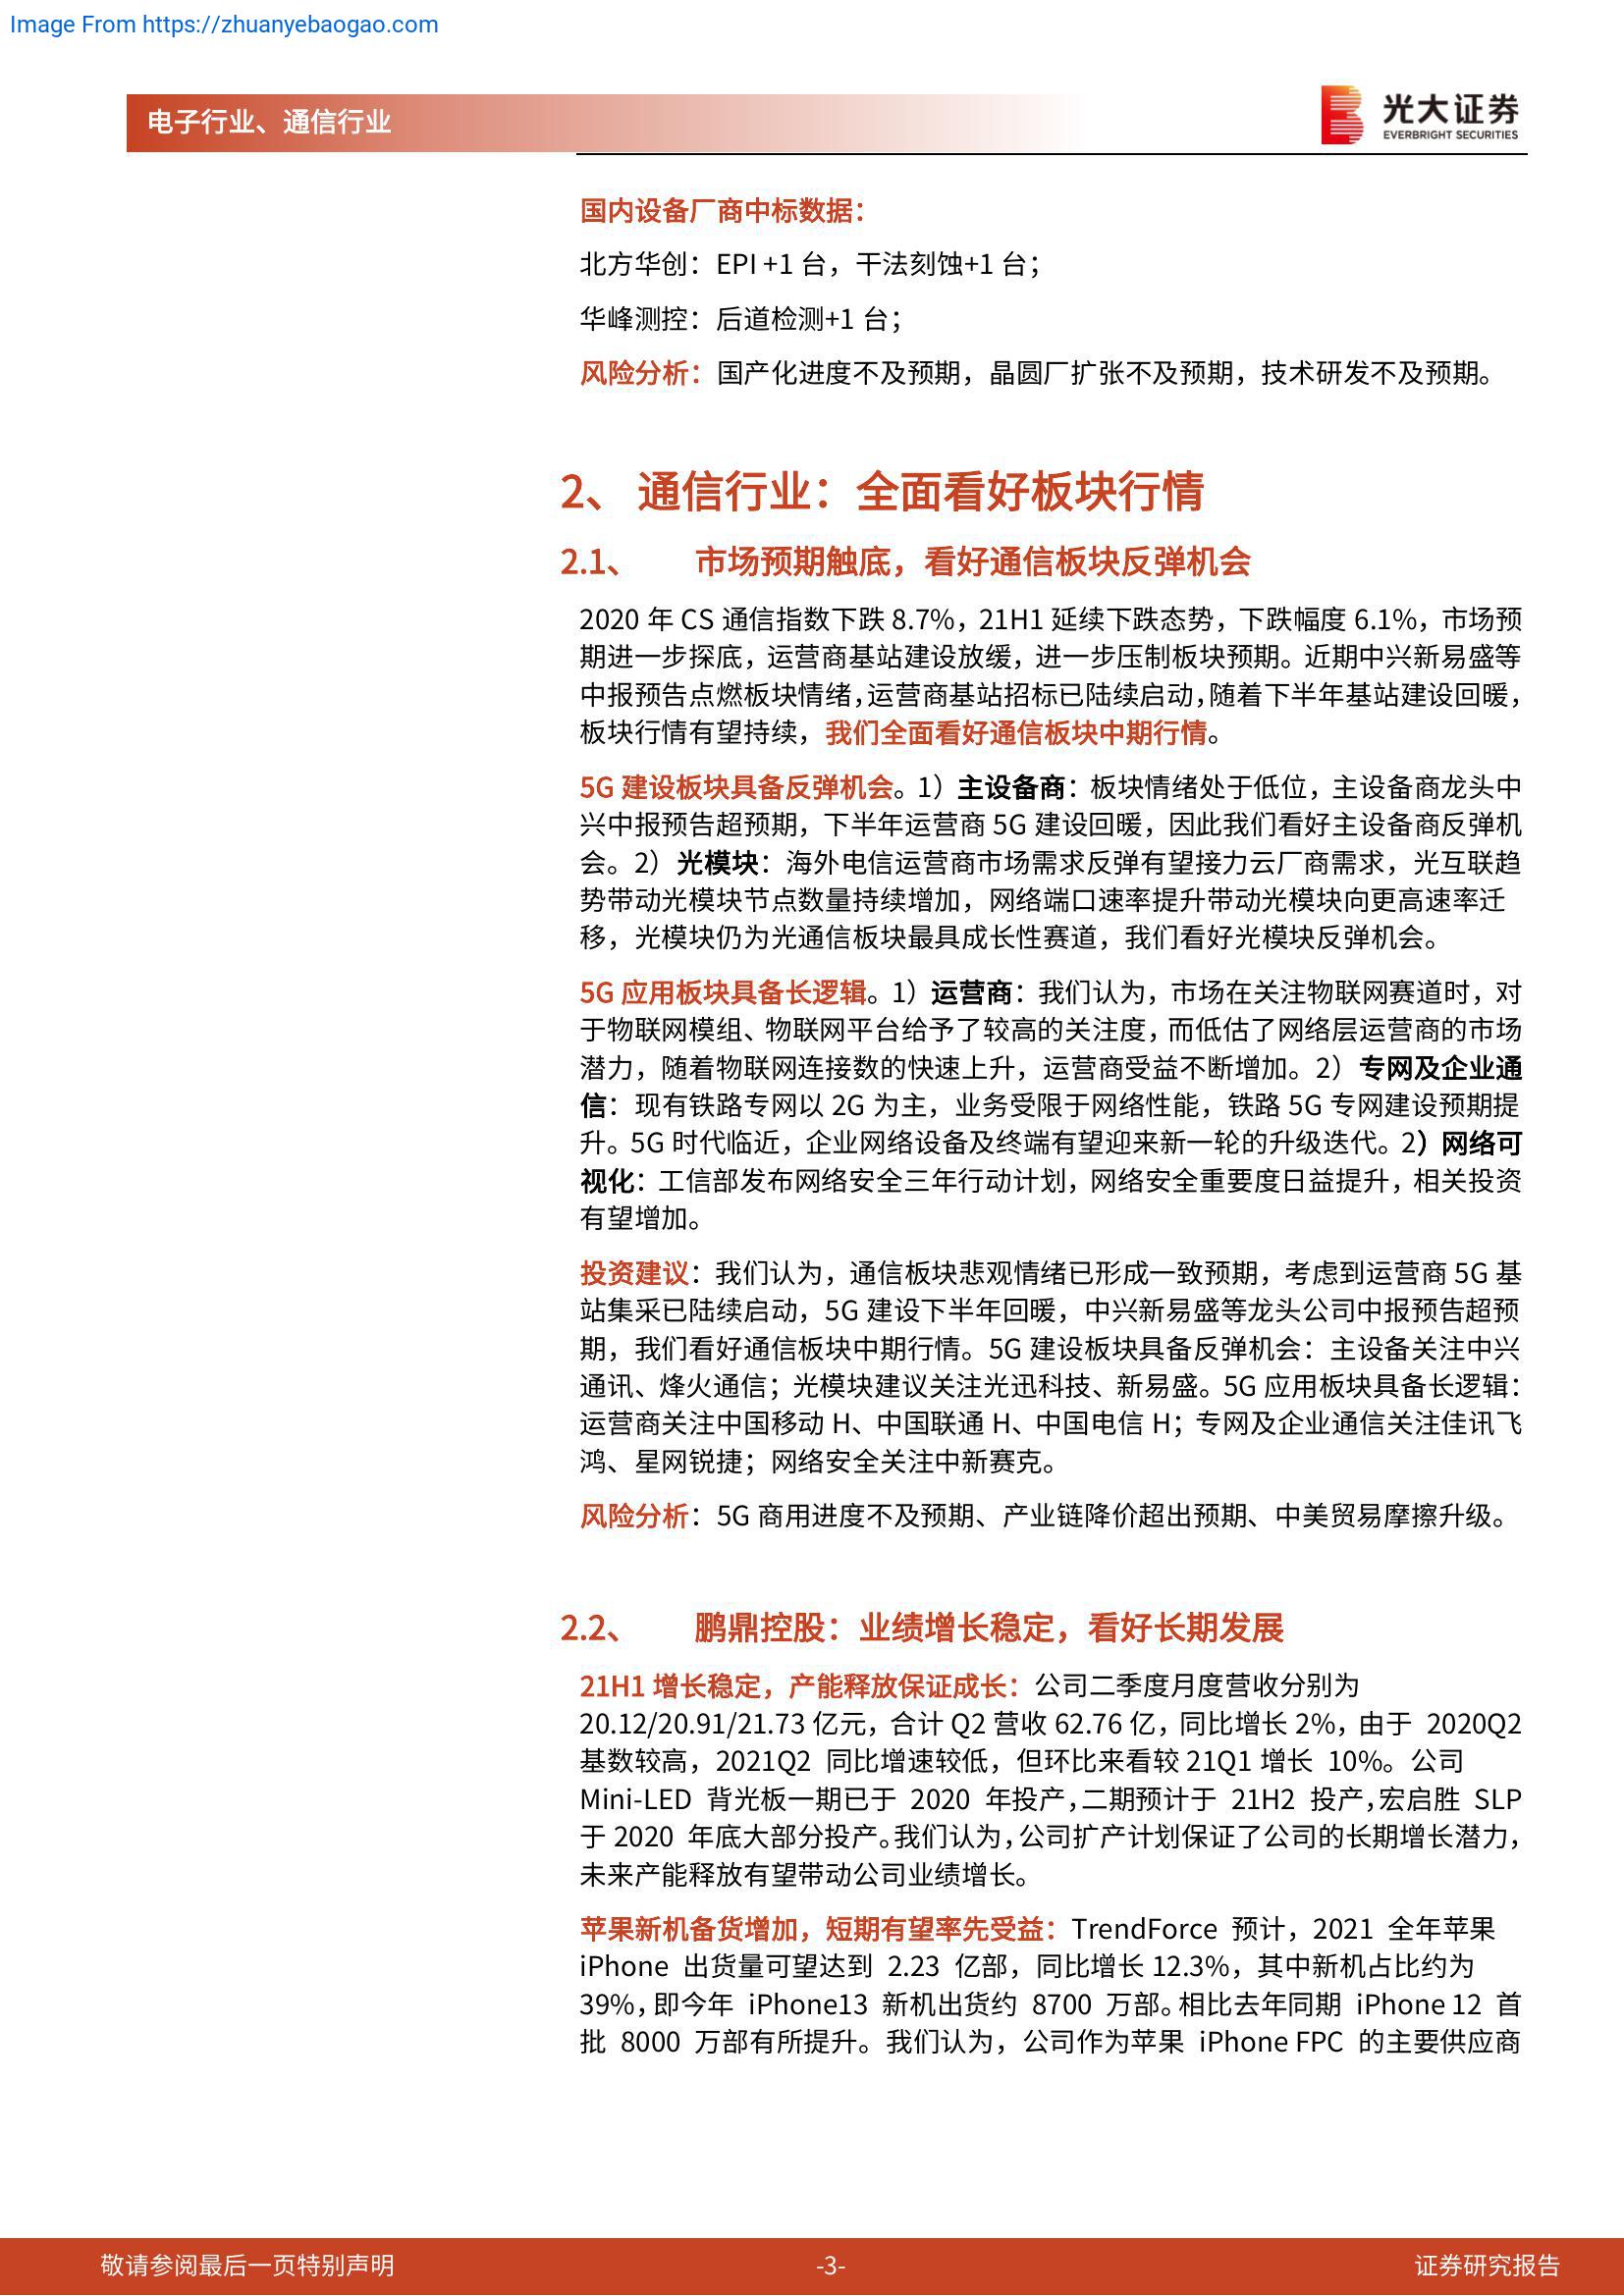 Image From https://zhuanyebaogao.com
电子行业、通信行业
光大证券
EVERBRIGHT SECURITIES
国内设备厂商中标数据：
北方华创：EPI +1 台，干法刻蚀+1 台；
华峰测控：后道检测+1 台；
风险分析：国产化进度不及预期，晶圆厂扩张不及预期，技术研发不及预期。
2、 通信行业：全面看好板块行情
2.1、 市场预期触底，看好通信板块反弹机会
2020 年 CS 通信指数下跌 8.7%，21H1 延续下跌态势，下跌幅度 6.1%，市场预
期进一步探底，运营商基站建设放缓，进一步压制板块预期。近期中兴新易盛等
中报预告点燃板块情绪，运营商基站招标已陆续启动，随着下半年基站建设回暖，
板块行情有望持续，我们全面看好通信板块中期行情。
5G 建设板块具备反弹机会。1）主设备商：板块情绪处于低位，主设备商龙头中
兴中报预告超预期，下半年运营商 5G 建设回暖，因此我们看好主设备商反弹机
会。2）光模块：海外电信运营商市场需求反弹有望接力云厂商需求，光互联趋
势带动光模块节点数量持续增加，网络端口速率提升带动光模块向更高速率迁
移，光模块仍为光通信板块最具成长性赛道，我们看好光模块反弹机会。
5G 应用板块具备长逻辑。1）运营商：我们认为，市场在关注物联网赛道时，对
于物联网模组、物联网平台给予了较高的关注度，而低估了网络层运营商的市场
潜力，随着物联网连接数的快速上升，运营商受益不断增加。2）专网及企业通
信：现有铁路专网以 2G 为主，业务受限于网络性能，铁路 5G 专网建设预期提
升。5G 时代临近，企业网络设备及终端有望迎来新一轮的升级迭代。2）网络可
视化：工信部发布网络安全三年行动计划，网络安全重要度日益提升，相关投资
有望增加。
投资建议：我们认为，通信板块悲观情绪已形成一致预期，考虑到运营商 5G 基
站集采已陆续启动，5G 建设下半年回暖，中兴新易盛等龙头公司中报预告超预
期，我们看好通信板块中期行情。5G 建设板块具备反弹机会：主设备关注中兴
通讯、烽火通信；光模块建议关注光迅科技、新易盛。5G 应用板块具备长逻辑：
运营商关注中国移动 H、中国联通 H、中国电信 H；专网及企业通信关注佳讯飞
鸿、星网锐捷；网络安全关注中新赛克。
风险分析：5G 商用进度不及预期、产业链降价超出预期、中美贸易摩擦升级。
2.2、 鹏鼎控股：业绩增长稳定，看好长期发展
21H1 增长稳定，产能释放保证成长：公司二季度月度营收分别为
20.12/20.91/21.73 亿元，合计 Q2 营收 62.76 亿，同比增长 2%，由于 2020Q2
基数较高，2021Q2 同比增速较低，但环比来看较 21Q1 增长 10%。公司
Mini-LED 背光板一期已于 2020 年投产，二期预计于 21H2 投产，宏启胜 SLP
于 2020 年底大部分投产。我们认为，公司扩产计划保证了公司的长期增长潜力，
未来产能释放有望带动公司业绩增长。
苹果新机备货增加，短期有望率先受益：TrendForce 预计，2021 全年苹果
iPhone 出货量可望达到 2.23 亿部，同比增长 12.3%，其中新机占比约为
39%，即今年 iPhone13 新机出货约 8700 万部。相比去年同期 iPhone 12 首
批 8000 万部有所提升。我们认为，公司作为苹果 iPhone FPC 的主要供应商
敬请参阅最后一页特别声明
-3-
证券研究报告